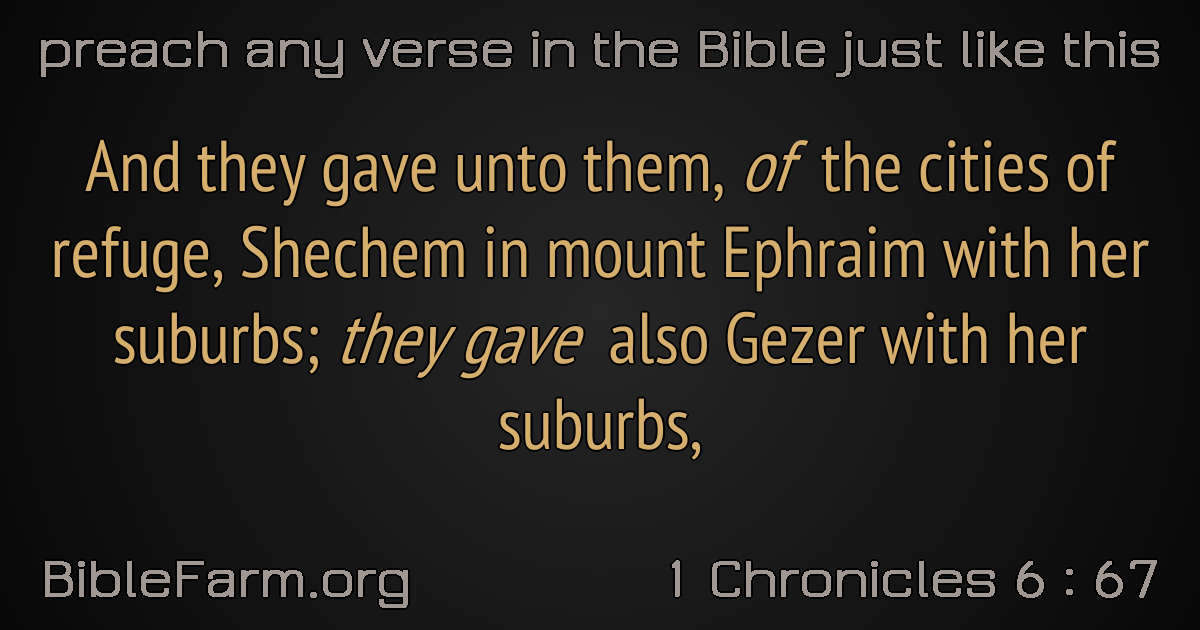 preach any verse in the Bible just like this
And they gave unto them, of the cities of
refuge, Shechem in mount Ephraim with her
suburbs; they gave also Gezer with her
suburbs,
BibleFarm.org
1 Chronicles 6 : 67